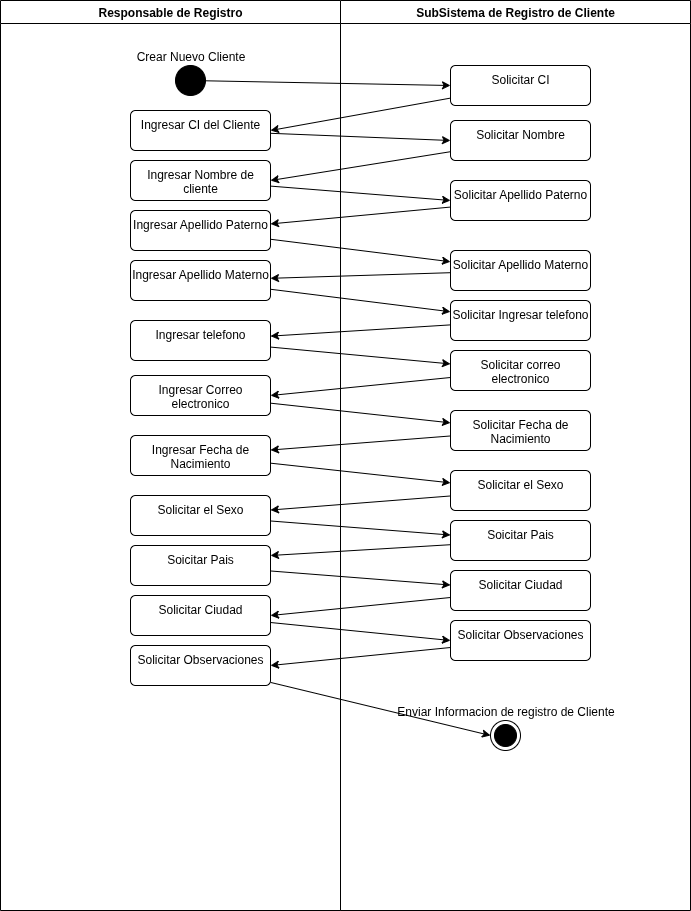 Responsable de Registro
SubSistema de Registro de Cliente
Crear Nuevo Cliente
Solicitar CI
Ingresar CI del Cliente
Solicitar Nombre
Ingresar Nombre de
cliente
Solicitar Apellido Paterno
Ingresar Apellido Paterno
Solicitar Apellido Materno
Ingresar Apellido Materno
Solicitar Ingresar telefono
Ingresar telefono
Solicitar correo
electronico
Ingresar Correo
electronico
Solicitar Fecha de
Nacimiento
Ingresar Fecha de
Nacimiento
Solicitar el Sexo
Solicitar el Sexo
Soicitar Pais
Soicitar Pais
Solicitar Ciudad
Solicitar Ciudad
Solicitar Observaciones
Solicitar Observaciones
Enviar Informacion de registro de Cliente